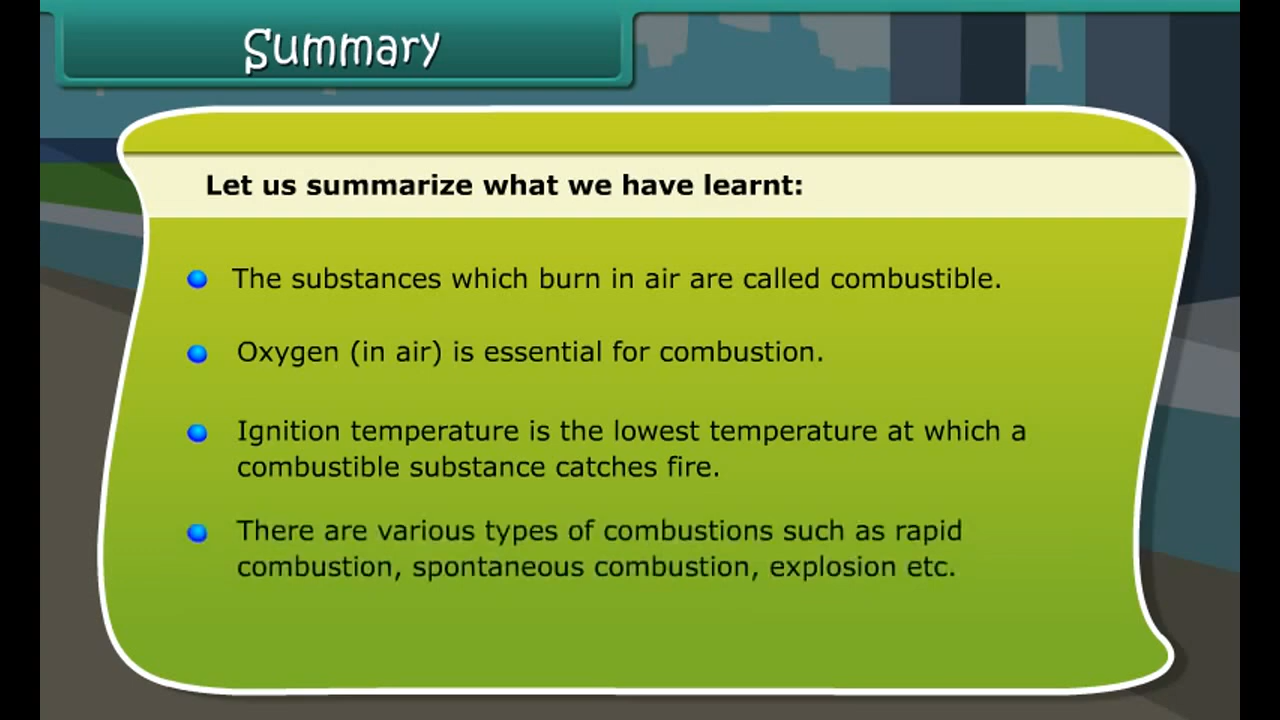 Summary
Let us summarize what we have learnt:
The substances which burn in air are called combustible.
Oxygen (in air) is essential for combustion.
Ignition temperature is the lowest temperature at which a
combustible substance catches fire.
There are various types of combustions such as rapid
combustion, spontaneous combustion, explosion etc.